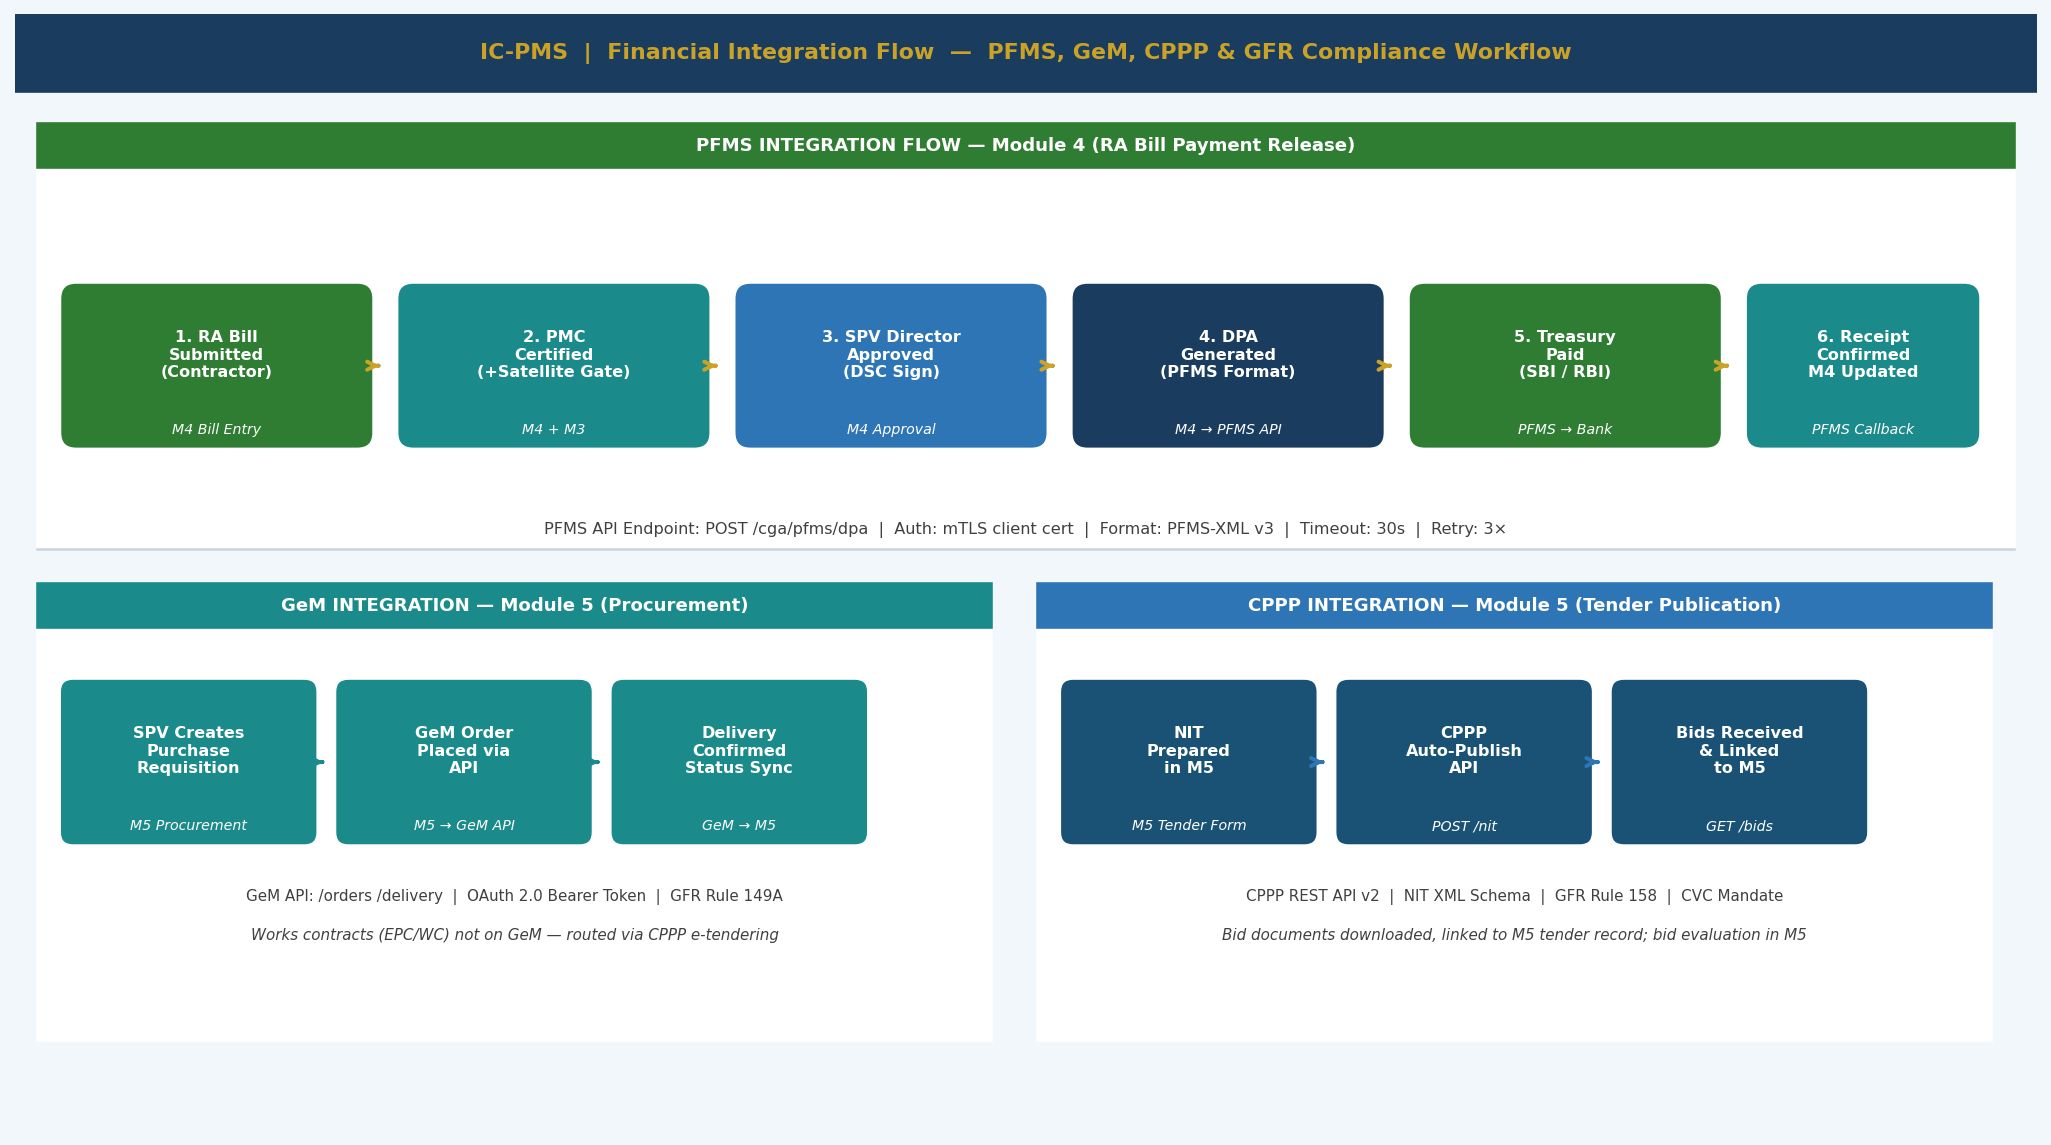 IC-PMS | Financial Integration Flow — PFMS, GeM, CPPP & GFR Compliance Workflow
PFMS INTEGRATION FLOW — Module 4 (RA Bill Payment Release)
1. RA Bill
Submitted
(Contractor)
M4 Bill Entry
2. PMC
Certified
(+Satellite Gate)
M4 + M3
3. SPV Director
Approved
(DSC Sign)
M4 Approval
4. DPA
Generated
(PFMS Format)
M4 → PFMS API
5. Treasury
Paid
(SBI / RBI)
PFMS → Bank
6. Receipt
Confirmed
M4 Updated
PFMS Callback
PFMS API Endpoint: POST /cga/pfms/dpa | Auth: mTLS client cert | Format: PFMS-XML v3 | Timeout: 30s | Retry: 3×
GeM INTEGRATION — Module 5 (Procurement)
SPV Creates
Purchase
Requisition
M5 Procurement
GeM Order
Placed via
API
M5 → GeM API
Delivery
Confirmed
Status Sync
GeM → M5
GeM API: /orders /delivery | OAuth 2.0 Bearer Token | GFR Rule 149A
Works contracts (EPC/WC) not on GeM — routed via CPPP e-tendering
CPPP INTEGRATION — Module 5 (Tender Publication)
NIT
Prepared
in M5
M5 Tender Form
CPPP
Auto-Publish
API
POST /nit
Bids Received
& Linked
to M5
GET /bids
CPPP REST API v2 | NIT XML Schema | GFR Rule 158 | CVC Mandate
Bid documents downloaded, linked to M5 tender record; bid evaluation in M5